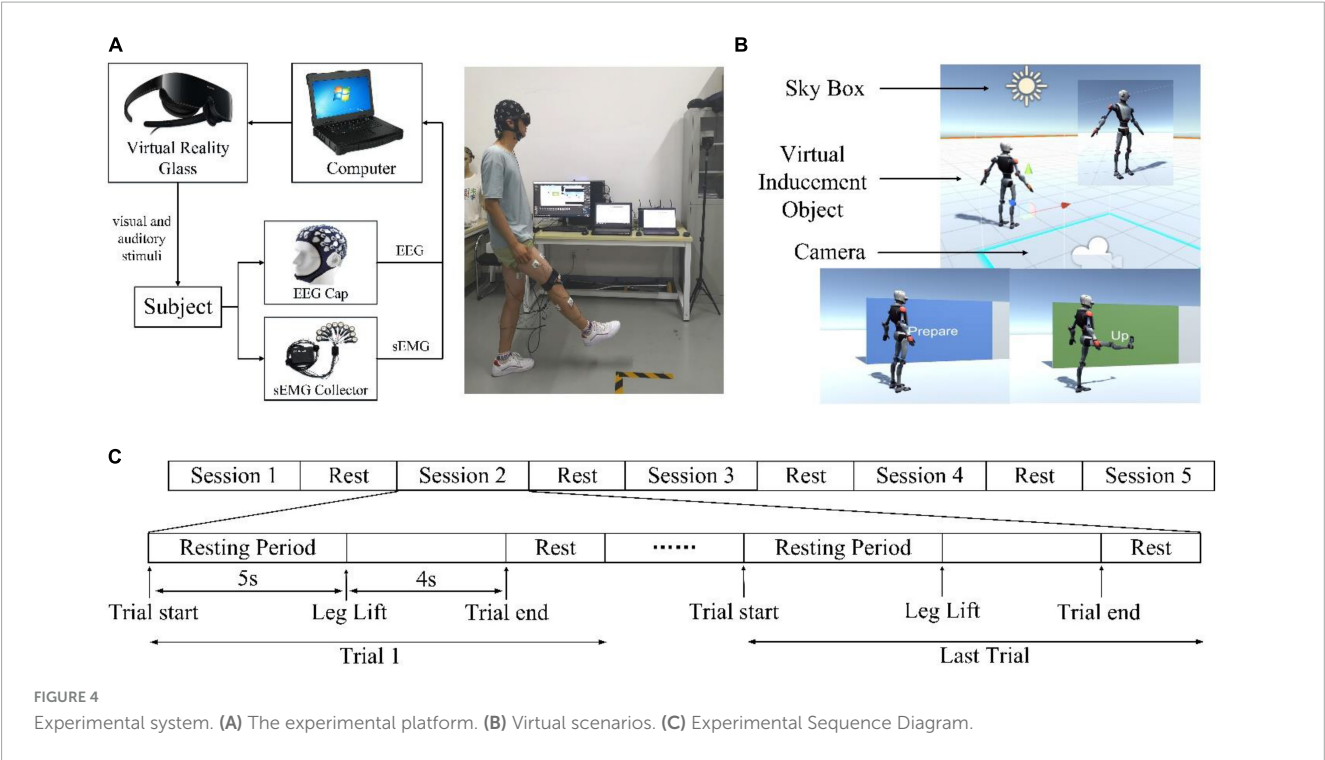 A
Virtual Reality
Glass
Computer
visual and
auditory
stimuli
Subject
EEG Cap
EEG
sEMG Collector
sEMG
B
Sky Box
Virtual
Inducement
Object
Camera
Prepare
Up
C
Session 1 Rest Session 2 Rest Session 3 Rest Session 4 Rest Session 5
Resting Period Rest ...... Resting Period Rest
5s 4s
Trial start Leg Lift Trial end Trial start Leg Lift Trial end
Trial 1 Last Trial
FIGURE 4
Experimental system. (A) The experimental platform. (B) Virtual scenarios. (C) Experimental Sequence Diagram.